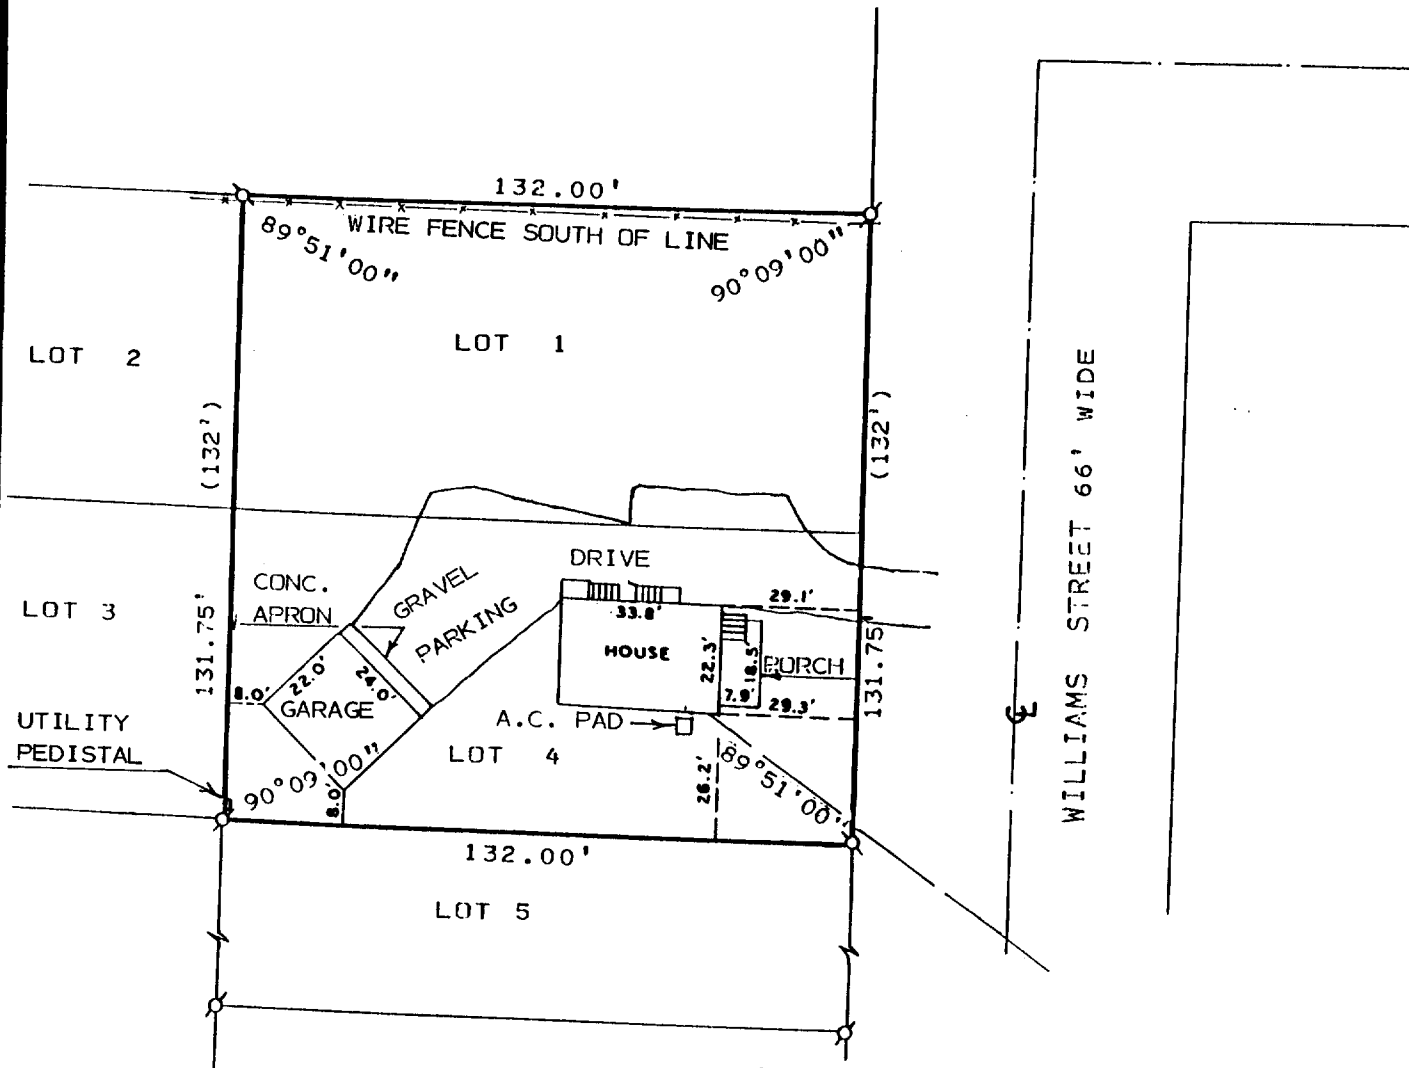 132.00'
WIRE FENCE SOUTH OF LINE
89°51'00"
90°09'00"
LOT 2
LOT 1
(132')
(132')
WILLIAMS STREET 66' WIDE
DRIVE
CONC.
APRON
GRAVEL
PARKING
LOT 3
131.75'
33.8'
29.1'
HOUSE
22.3'
18.5'
PORCH
131.75'
22.0'
24.0'
8.0'
GARAGE
7.9'
29.3'
A.C. PAD
UTILITY
PEDISTAL
LOT 4
90°09'00"
8.0'
26.2'
89°51'00"
132.00'
LOT 5